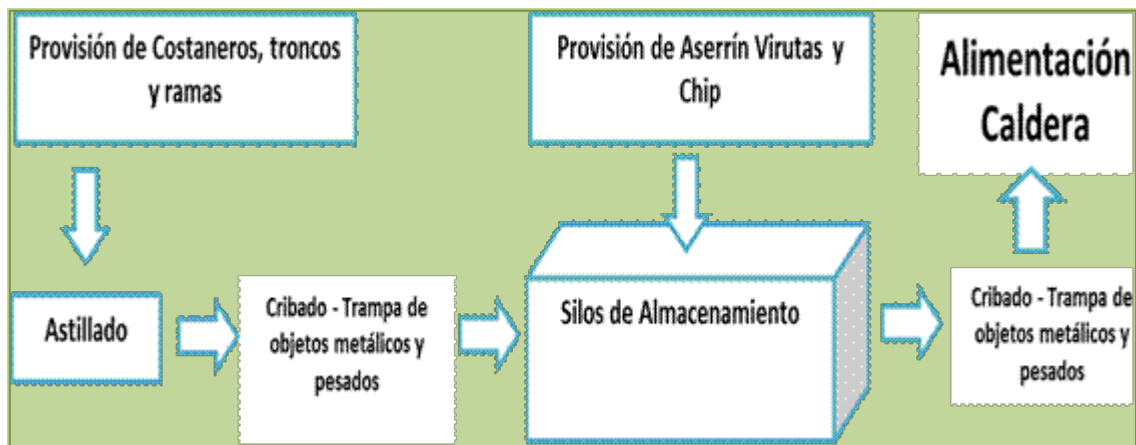 Provisión de Costaneros, troncos
y ramas
Provisión de Aserrín Virutas y
Chip
Alimentación
Caldera
Astillado
Cribado - Trampa de
objetos metálicos y
pesados
Silos de Almacenamiento
Cribado - Trampa de
objetos metálicos y
pesados